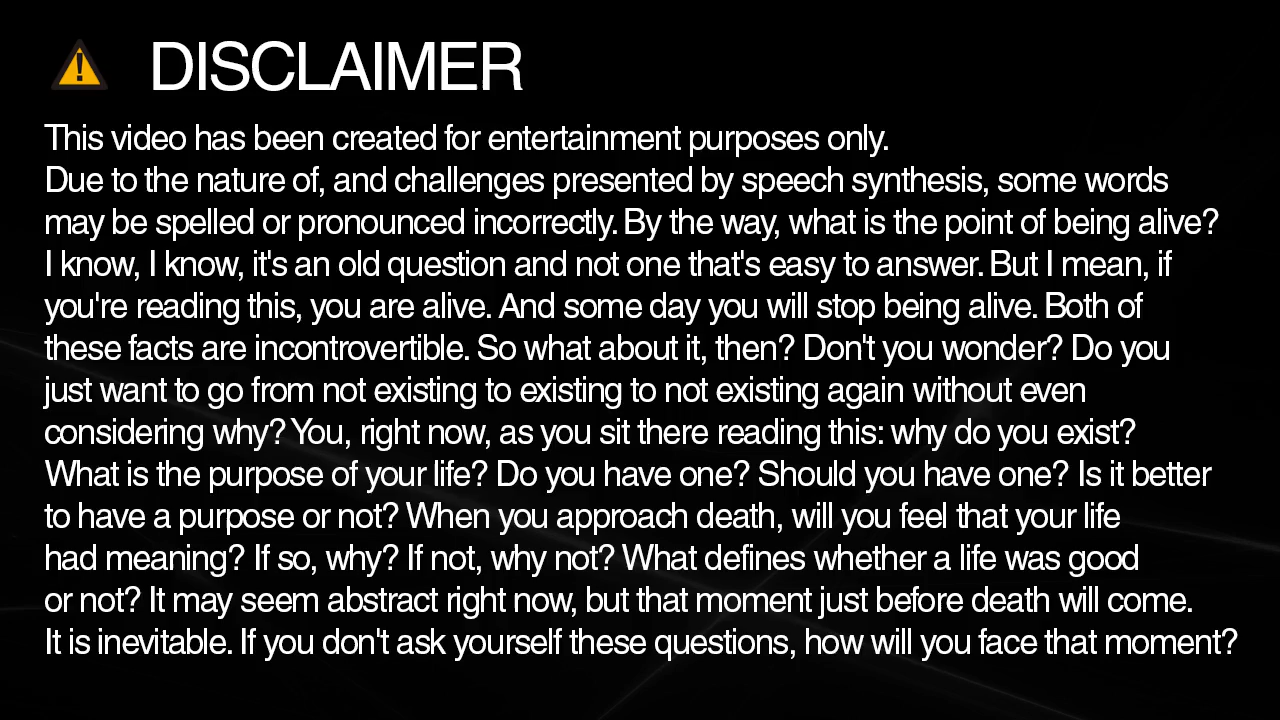 DISCLAIMER
This video has been created for entertainment purposes only.
Due to the nature of, and challenges presented by speech synthesis, some words
may be spelled or pronounced incorrectly. By the way, what is the point of being alive?
I know, I know, it's an old question and not one that's easy to answer. But I mean, if
you're reading this, you are alive. And some day you will stop being alive. Both of
these facts are incontrovertible. So what about it, then? Don't you wonder? Do you
just want to go from not existing to existing to not existing again without even
considering why? You, right now, as you sit there reading this: why do you exist?
What is the purpose of your life? Do you have one? Should you have one? Is it better
to have a purpose or not? When you approach death, will you feel that your life
had meaning? If so, why? If not, why not? What defines whether a life was good
or not? It may seem abstract right now, but that moment just before death will come.
It is inevitable. If you don't ask yourself these questions, how will you face that moment?